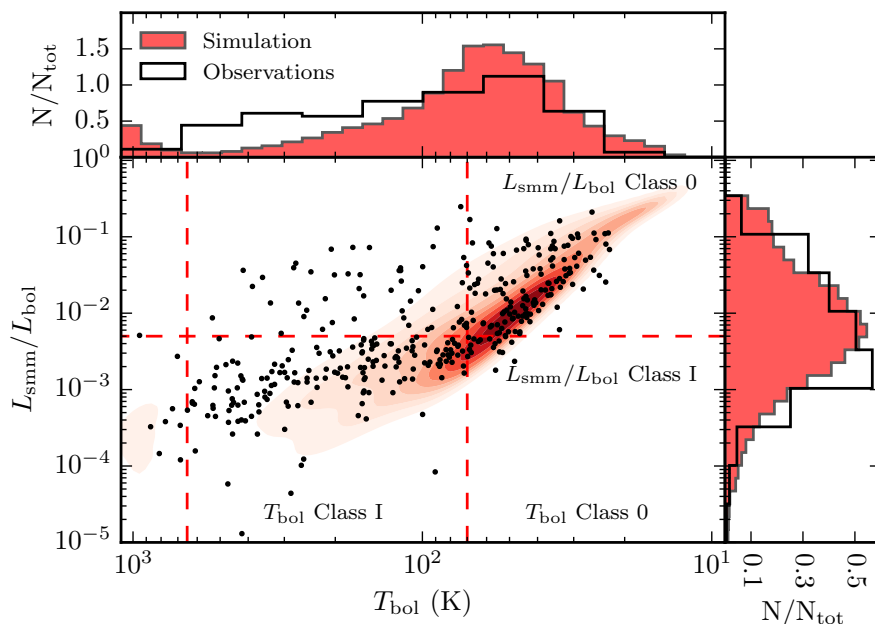 N/N_tot
1.5
1.0
0.5
10^0
Simulation
Observations
L_smm/L_bol
10^0
10^-1
10^-2
10^-3
10^-4
10^-5
L_smm/L_bol Class 0
L_smm/L_bol Class I
T_bol Class I
T_bol Class 0
10^3
10^2
10^1
T_bol (K)
0.1
0.3
0.5
N/N_tot